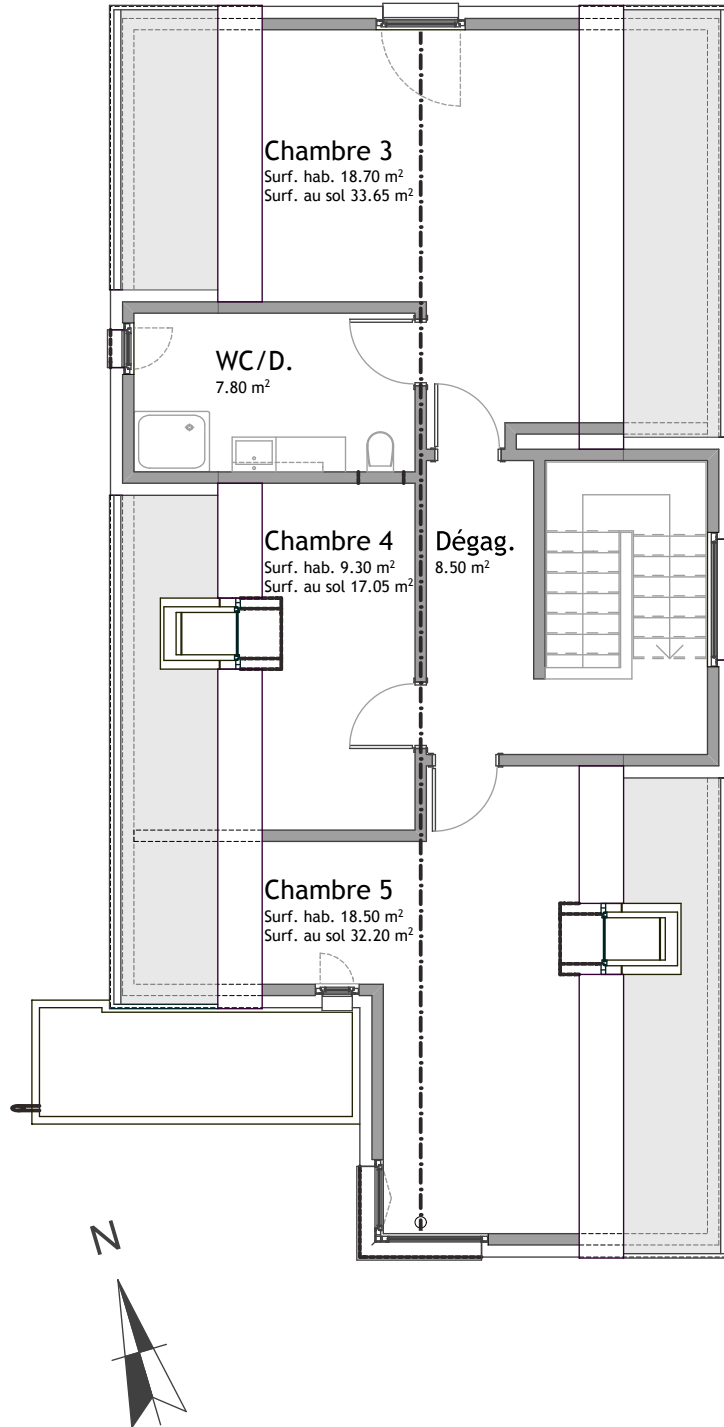 Chambre 3
Surf. hab. 18.70 m²
Surf. au sol 33.65 m²
WC/D.
7.80 m²
Chambre 4
Surf. hab. 9.30 m²
Surf. au sol 17.05 m²
Dégag.
8.50 m²
Chambre 5
Surf. hab. 18.50 m²
Surf. au sol 32.20 m²
N